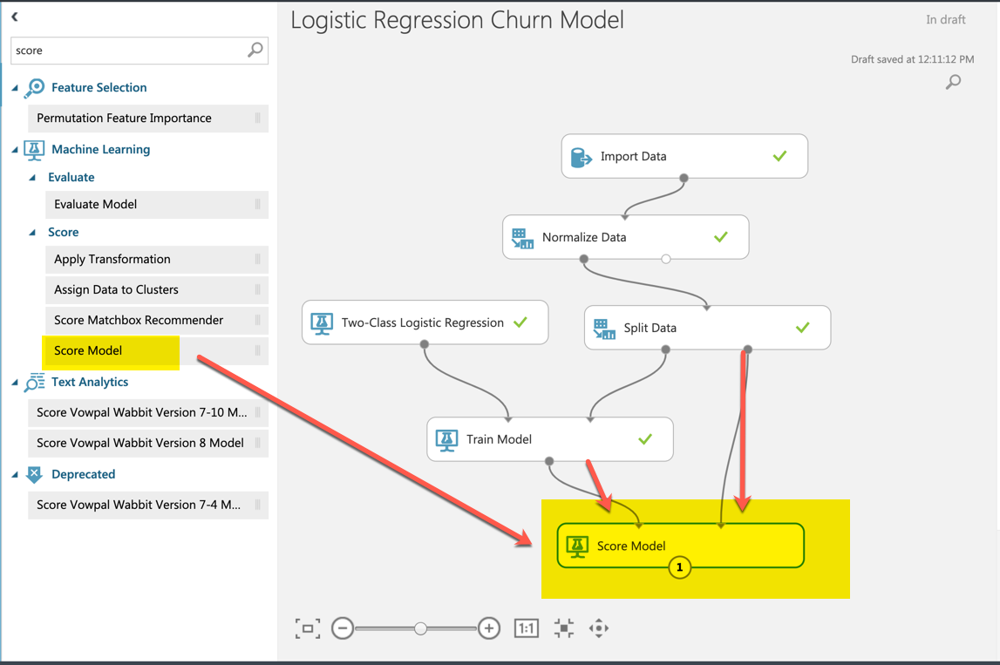 score
Feature Selection
Permutation Feature Importance
Machine Learning
Evaluate
Evaluate Model
Score
Apply Transformation
Assign Data to Clusters
Score Matchbox Recommender
Score Model
Text Analytics
Score Vowpal Wabbit Version 7-10 M...
Score Vowpal Wabbit Version 8 Model
Deprecated
Score Vowpal Wabbit Version 7-4 M...
Logistic Regression Churn Model
In draft
Draft saved at 12:11:12 PM
Import Data
Normalize Data
Two-Class Logistic Regression
Split Data
Train Model
Score Model
1
1:1